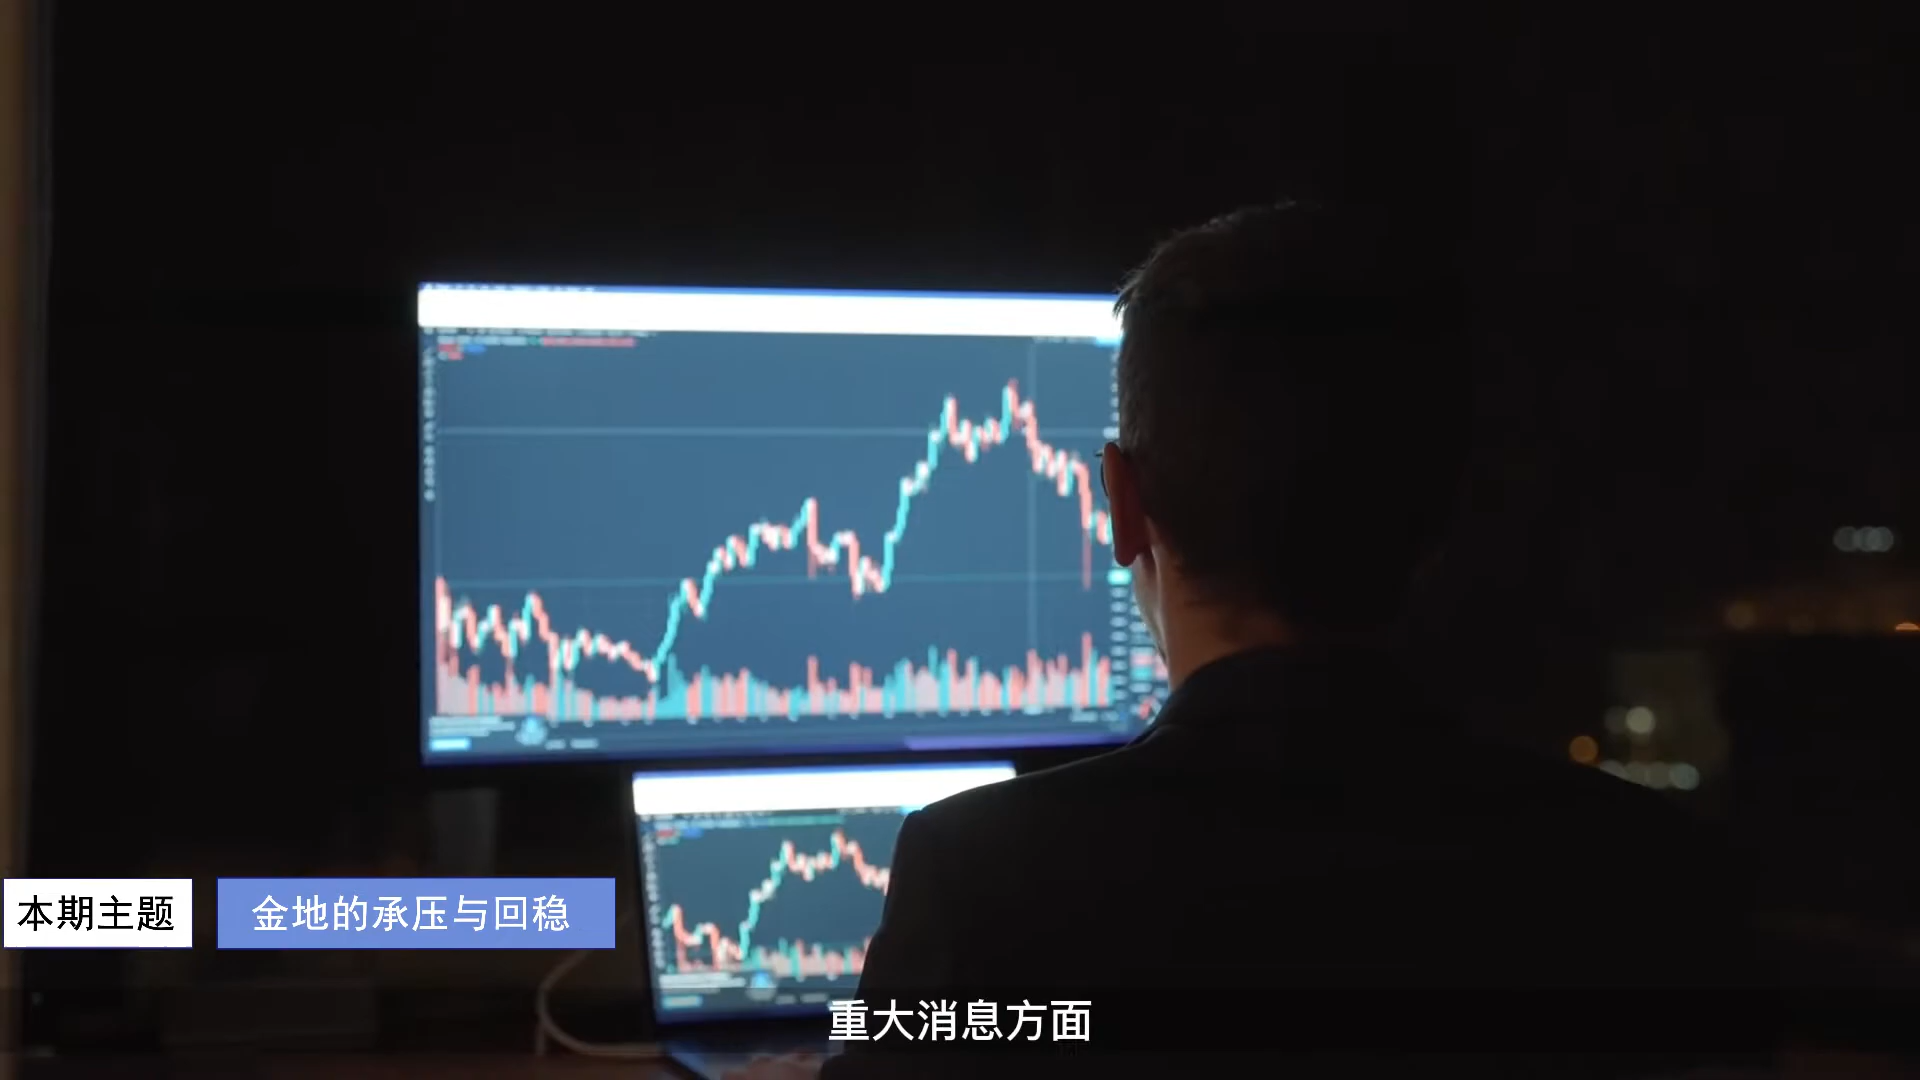 本期主题
金地的承压与回稳
重大消息方面